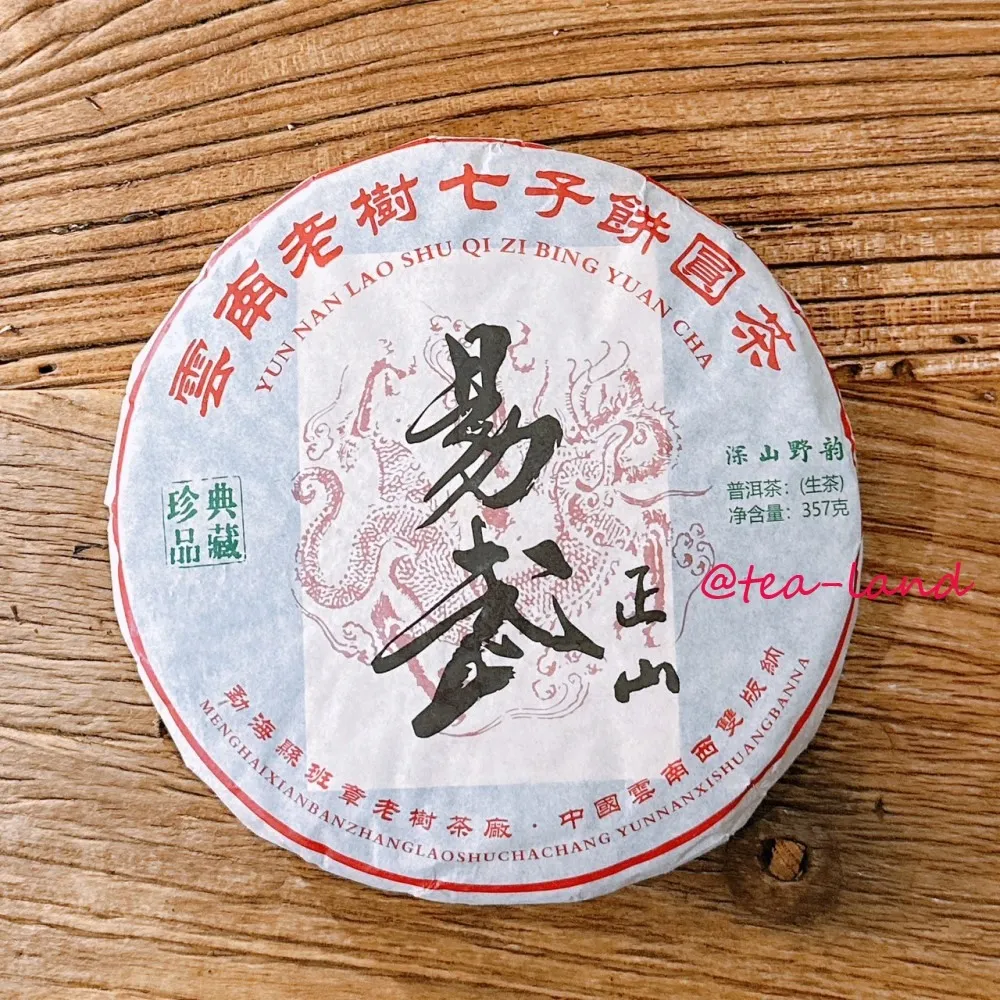 雲南老樹七子餅圓茶
YUN NAN LAO SHU QI ZI BING YUAN CHA
易武
正山
典藏
珍品
深山野韵
普洱茶：(生茶)
净含量：357克
@tea-land
勐海縣班章老樹茶廠·中國雲南西雙版納
MENGHAIXIANBANZHANGLAOSHUCHACHANG YUNNANXISHUANGBANNA